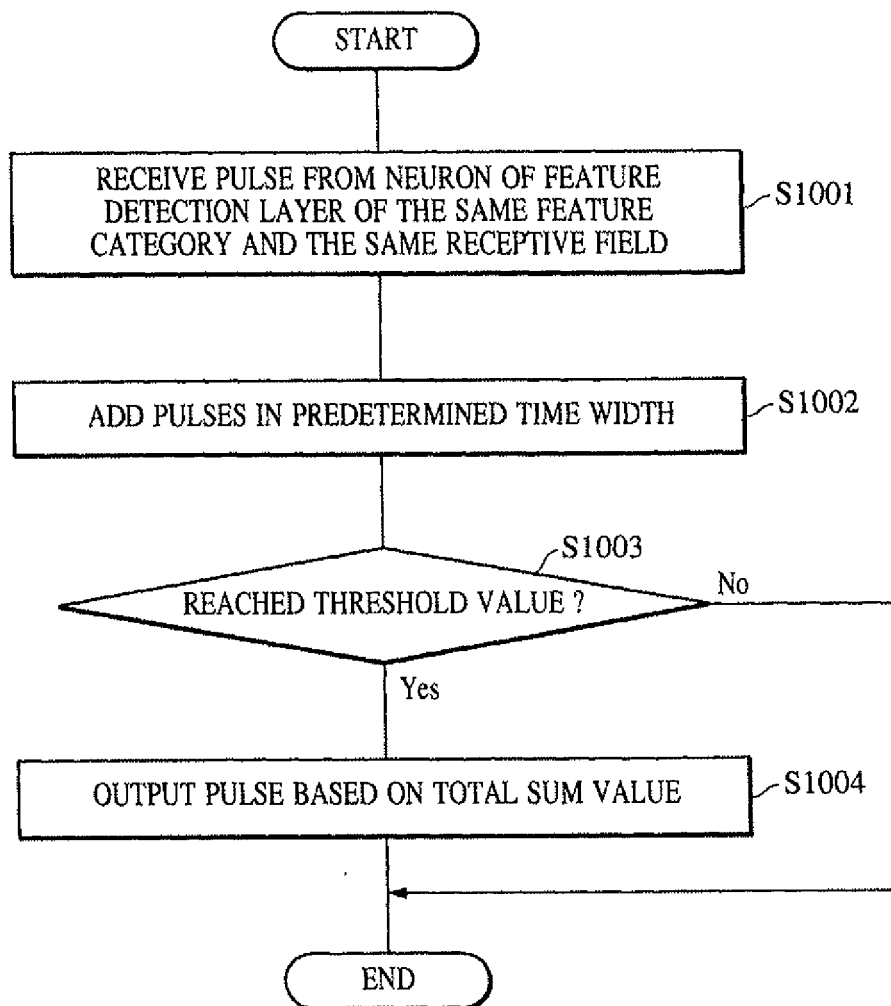 START
RECEIVE PULSE FROM NEURON OF FEATURE
DETECTION LAYER OF THE SAME FEATURE
CATEGORY AND THE SAME RECEPTIVE FIELD
S1001
ADD PULSES IN PREDETERMINED TIME WIDTH
S1002
S1003
REACHED THRESHOLD VALUE ?
No
Yes
OUTPUT PULSE BASED ON TOTAL SUM VALUE
S1004
END